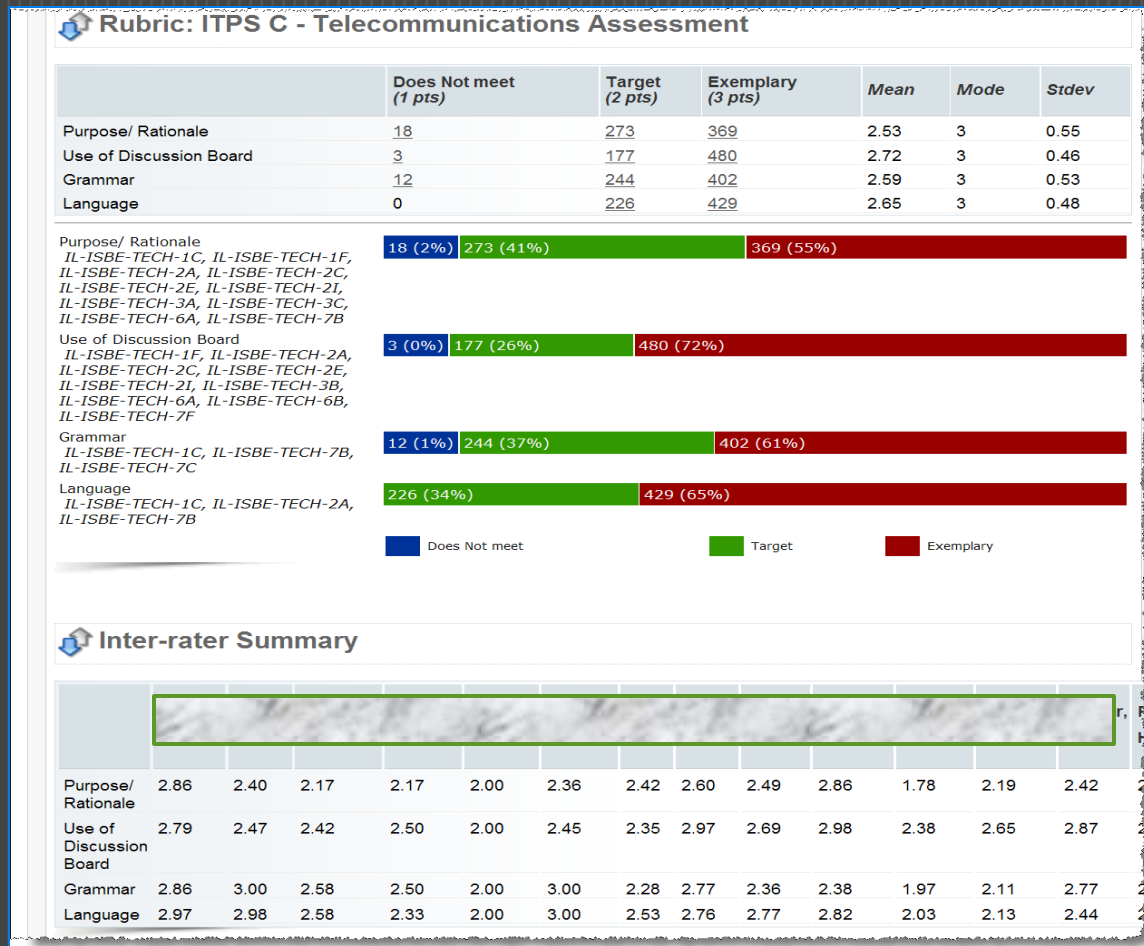 Rubric: ITPS C - Telecommunications Assessment
Does Not meet (1 pts) Target (2 pts) Exemplary (3 pts) Mean Mode Stdev
Purpose/ Rationale 18 273 369 2.53 3 0.55
Use of Discussion Board 3 177 480 2.72 3 0.46
Grammar 12 244 402 2.59 3 0.53
Language 0 226 429 2.65 3 0.48
Purpose/ Rationale 18 (2%) 273 (41%) 369 (55%)
IL-ISBE-TECH-1C, IL-ISBE-TECH-1F,
IL-ISBE-TECH-2A, IL-ISBE-TECH-2C,
IL-ISBE-TECH-2E, IL-ISBE-TECH-2I,
IL-ISBE-TECH-3A, IL-ISBE-TECH-3C,
IL-ISBE-TECH-6A, IL-ISBE-TECH-7B
Use of Discussion Board 3 (0%) 177 (26%) 480 (72%)
IL-ISBE-TECH-1F, IL-ISBE-TECH-2A,
IL-ISBE-TECH-2C, IL-ISBE-TECH-2E,
IL-ISBE-TECH-2I, IL-ISBE-TECH-3B,
IL-ISBE-TECH-6A, IL-ISBE-TECH-6B,
IL-ISBE-TECH-7F
Grammar 12 (1%) 244 (37%) 402 (61%)
IL-ISBE-TECH-1C, IL-ISBE-TECH-7B,
IL-ISBE-TECH-7C
Language 226 (34%) 429 (65%)
IL-ISBE-TECH-1C, IL-ISBE-TECH-2A,
IL-ISBE-TECH-7B
Does Not meet Target Exemplary
Inter-rater Summary
r,
Purpose/ 2.86 2.40 2.17 2.17 2.00 2.36 2.42 2.60 2.49 2.86 1.78 2.19 2.42
Rationale
Use of 2.79 2.47 2.42 2.50 2.00 2.45 2.35 2.97 2.69 2.98 2.38 2.65 2.87
Discussion
Board
Grammar 2.86 3.00 2.58 2.50 2.00 3.00 2.28 2.77 2.36 2.38 1.97 2.11 2.77
Language 2.97 2.98 2.58 2.33 2.00 3.00 2.53 2.76 2.77 2.82 2.03 2.13 2.44